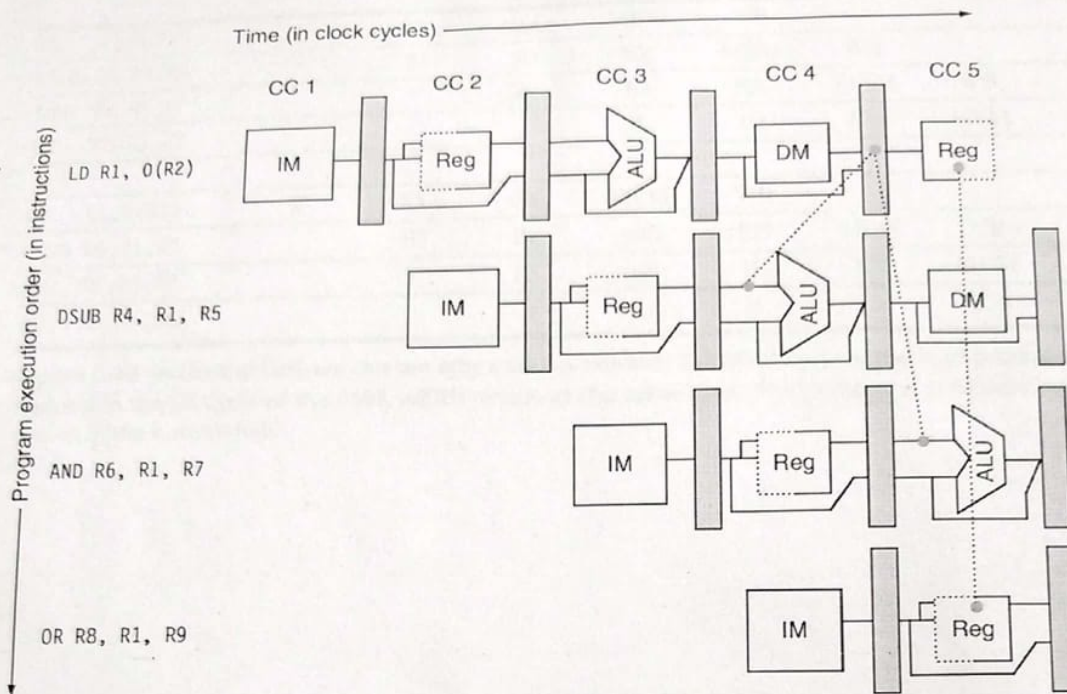 Time (in clock cycles)
CC 1 CC 2 CC 3 CC 4 CC 5
Program execution order (in instructions)
LD R1, 0(R2)
IM Reg ALU DM Reg
DSUB R4, R1, R5
IM Reg ALU DM
AND R6, R1, R7
IM Reg ALU
OR R8, R1, R9
IM Reg